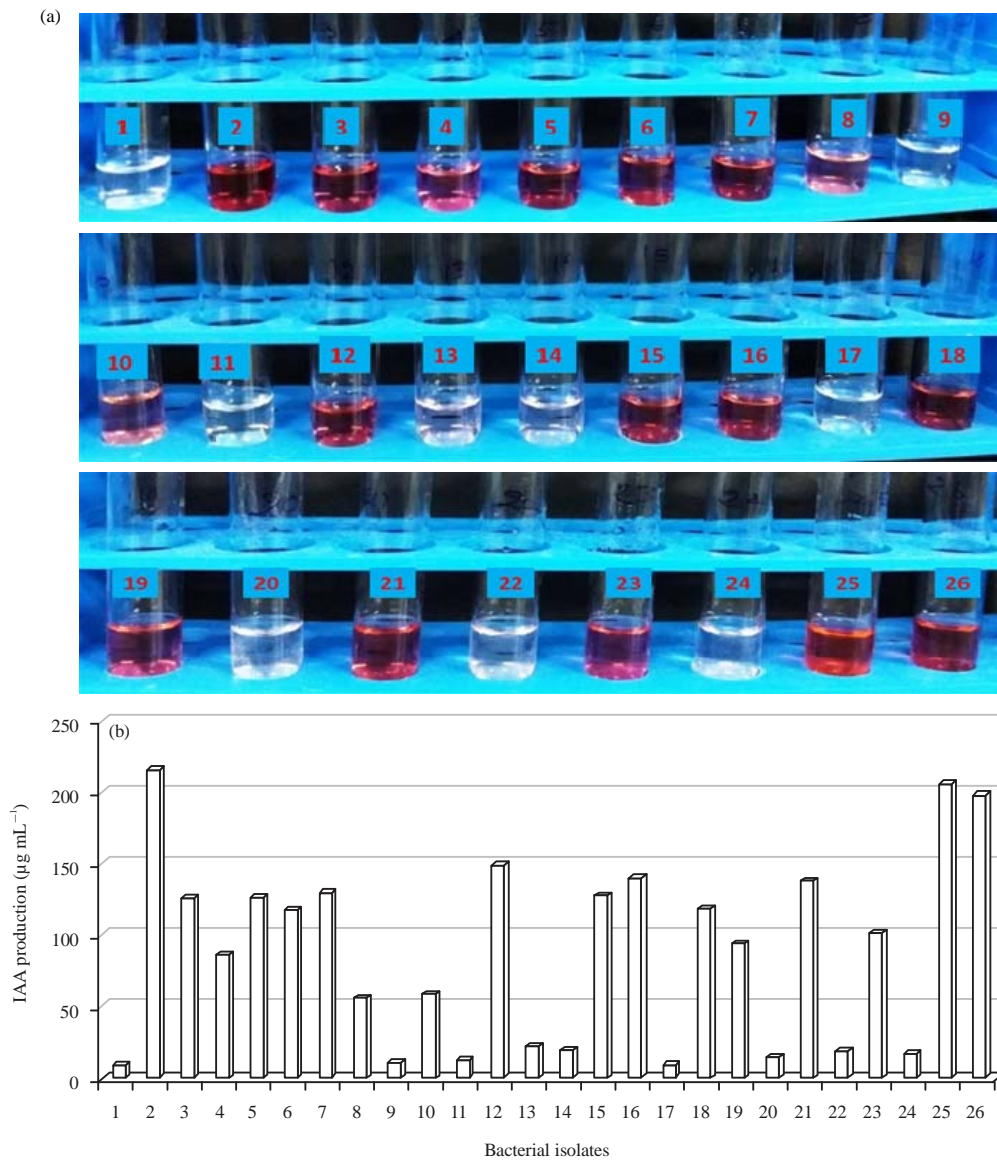 (a)
1 2 3 4 5 6 7 8 9
10 11 12 13 14 15 16 17 18
19 20 21 22 23 24 25 26
(b)
250
200
150
100
50
0
IAA production (µg mL⁻¹)
1 2 3 4 5 6 7 8 9 10 11 12 13 14 15 16 17 18 19 20 21 22 23 24 25 26
Bacterial isolates